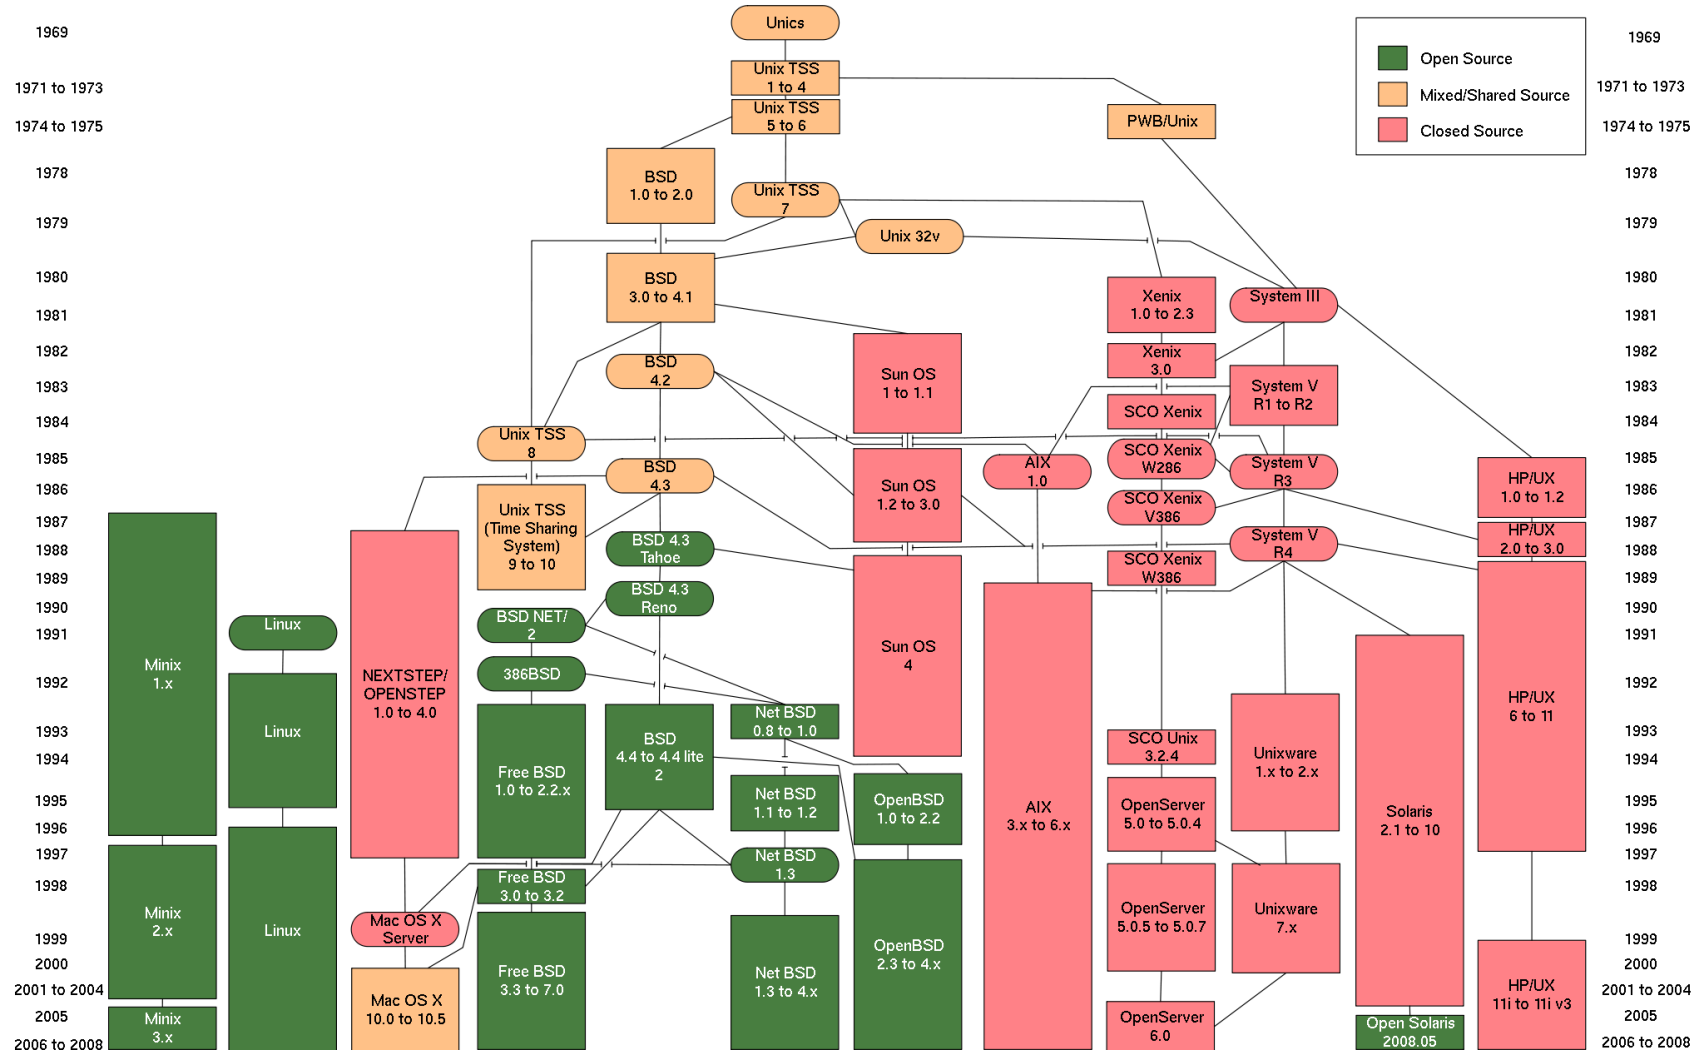 Unics
1969
1969
Open Source
Mixed/Shared Source
Closed Source
Unix TSS
1 to 4
1971 to 1973
1971 to 1973
Unix TSS
5 to 6
PWB/Unix
1974 to 1975
1974 to 1975
BSD
1.0 to 2.0
Unix TSS
7
1978
1978
Unix 32v
1979
1979
BSD
3.0 to 4.1
Xenix
1.0 to 2.3
System III
1980
1980
1981
1981
Sun OS
1 to 1.1
Xenix
3.0
1982
1982
BSD
4.2
System V
R1 to R2
1983
1983
SCO Xenix
1984
1984
Unix TSS
8
SCO Xenix
W286
BSD
4.3
AIX
1.0
System V
R3
1985
1985
HP/UX
1.0 to 1.2
Sun OS
1.2 to 3.0
1986
1986
Unix TSS
(Time Sharing
System)
9 to 10
SCO Xenix
V386
1987
1987
HP/UX
2.0 to 3.0
BSD 4.3
Tahoe
System V
R4
1988
1988
SCO Xenix
W386
1989
1989
BSD 4.3
Reno
1990
1990
BSD NET/
2
Linux
1991
1991
Minix
1.x
Sun OS
4
386BSD
NEXTSTEP/
OPENSTEP
1.0 to 4.0
1992
1992
HP/UX
6 to 11
Net BSD
0.8 to 1.0
Linux
1993
1993
BSD
4.4 to 4.4 lite
2
SCO Unix
3.2.4
Unixware
1.x to 2.x
1994
1994
Free BSD
1.0 to 2.2.x
Net BSD
1.1 to 1.2
OpenBSD
1.0 to 2.2
AIX
3.x to 6.x
OpenServer
5.0 to 5.0.4
Solaris
2.1 to 10
1995
1995
1996
1996
1997
1997
Net BSD
1.3
Free BSD
3.0 to 3.2
1998
1998
Minix
2.x
Linux
Mac OS X
Server
OpenServer
5.0.5 to 5.0.7
Unixware
7.x
1999
1999
OpenBSD
2.3 to 4.x
2000
2000
Free BSD
3.3 to 7.0
Net BSD
1.3 to 4.x
HP/UX
11i to 11i v3
2001 to 2004
2001 to 2004
Mac OS X
10.0 to 10.5
2005
2005
Minix
3.x
OpenServer
6.0
Open Solaris
2008.05
2006 to 2008
2006 to 2008